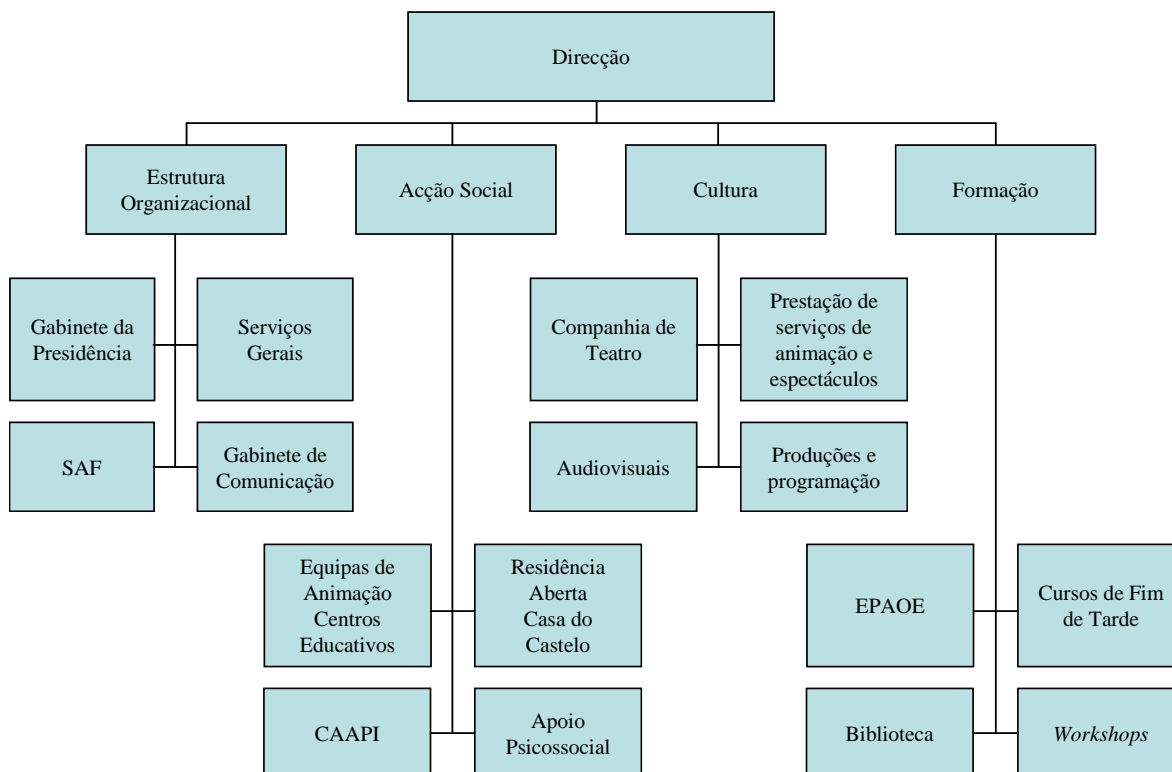 Direcção
Estrutura
Organizacional
Acção Social
Cultura
Formação
Gabinete da
Presidência
Serviços
Gerais
Companhia de
Teatro
Prestação de
serviços de
animação e
espectáculos
SAF
Gabinete de
Comunicação
Audiovisuais
Produções e
programação
Equipas de
Animação
Centros
Educativos
Residência
Aberta
Casa do
Castelo
EPAOE
Cursos de Fim
de Tarde
CAAPI
Apoio
Psicossocial
Biblioteca
Workshops